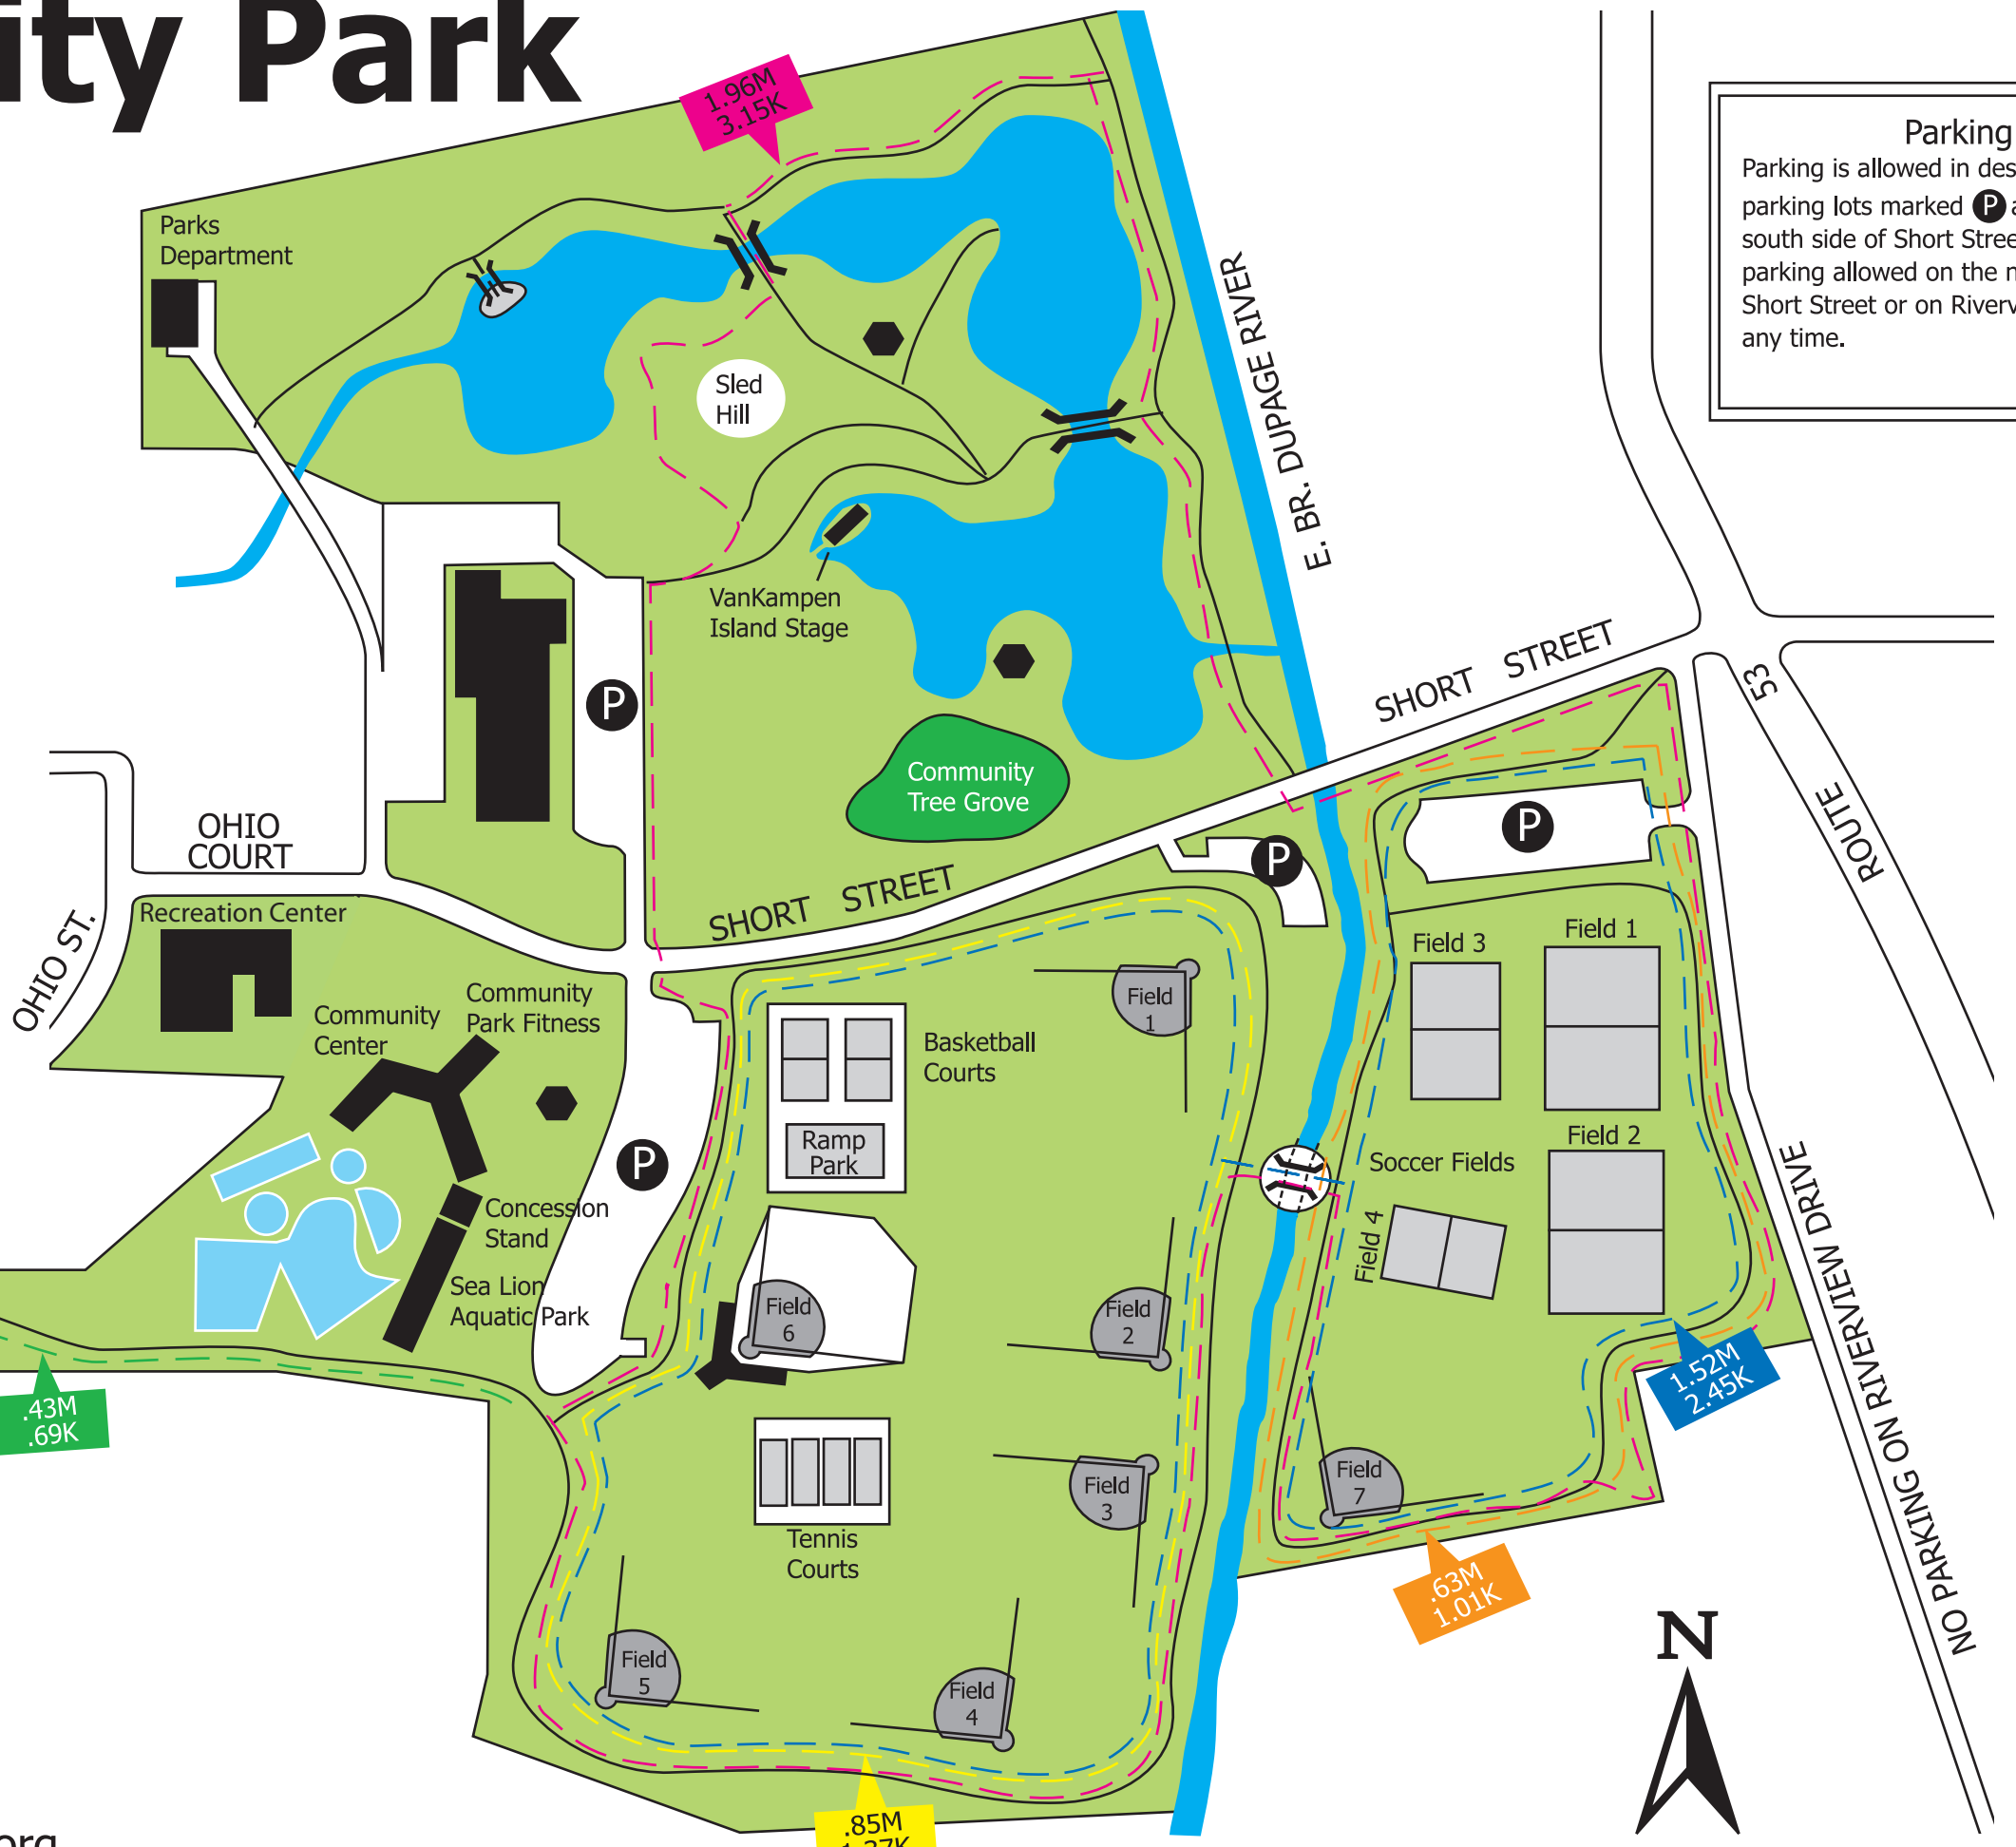 ity Park
1.96M
3.15K
Parking
Parking is allowed in des
parking lots marked P a
south side of Short Stree
parking allowed on the n
Short Street or on Riverv
any time.
Parks
Department
Sled
Hill
E. BR. DUPAGE RIVER
VanKampen
Island Stage
SHORT STREET
53
ROUTE
P
Community
Tree Grove
P
P
OHIO
COURT
OHIO ST.
SHORT STREET
Recreation Center
Community
Center
Community
Park Fitness
Field
1
Basketball
Courts
Ramp
Park
Field 3
Field 1
Field 2
Soccer Fields
Field 4
P
Concession
Stand
Sea Lion
Aquatic Park
Field
6
Field
2
NO PARKING ON RIVERVIEW DRIVE
.43M
.69K
1.52M
2.45K
Field
3
Field
7
Tennis
Courts
.63M
1.01K
Field
5
Field
4
N
.85M
1.37K
org